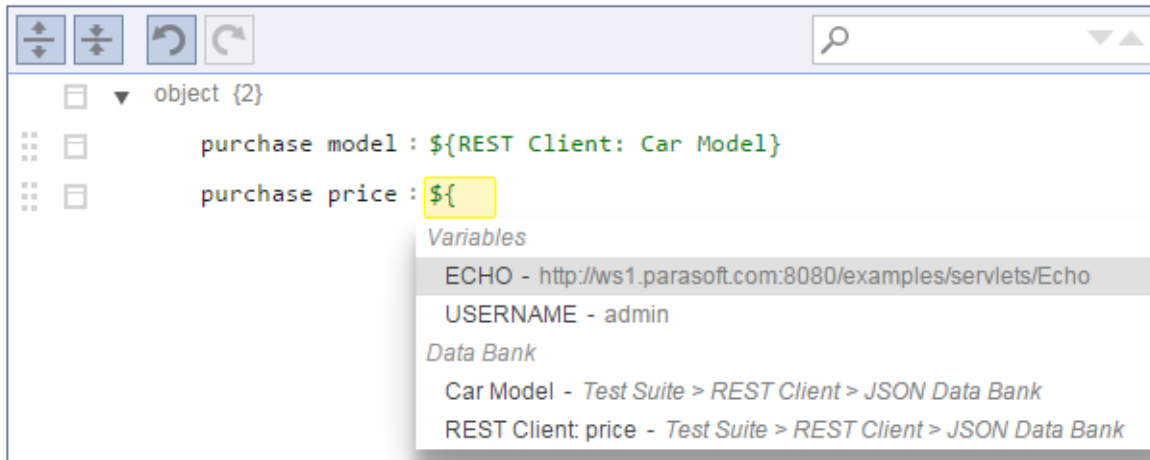 object {2}
purchase model : ${REST Client: Car Model}
purchase price : ${
Variables
ECHO - http://ws1.parasoft.com:8080/examples/servlets/Echo
USERNAME - admin
Data Bank
Car Model - Test Suite > REST Client > JSON Data Bank
REST Client: price - Test Suite > REST Client > JSON Data Bank